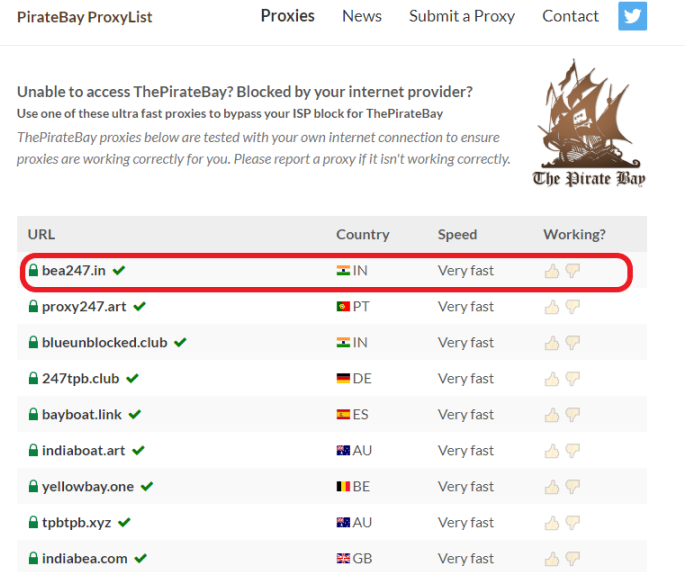 PirateBay ProxyList Proxies News Submit a Proxy Contact
Unable to access ThePirateBay? Blocked by your internet provider?
Use one of these ultra fast proxies to bypass your ISP block for ThePirateBay
ThePirateBay proxies below are tested with your own internet connection to ensure
proxies are working correctly for you. Please report a proxy if it isn't working correctly.
The Pirate Bay
URL Country Speed Working?
bea247.in IN Very fast
proxy247.art PT Very fast
blueunblocked.club IN Very fast
247tpb.club DE Very fast
bayboat.link ES Very fast
indiaboat.art AU Very fast
yellowbay.one BE Very fast
tpbtpb.xyz AU Very fast
indiabea.com GB Very fast